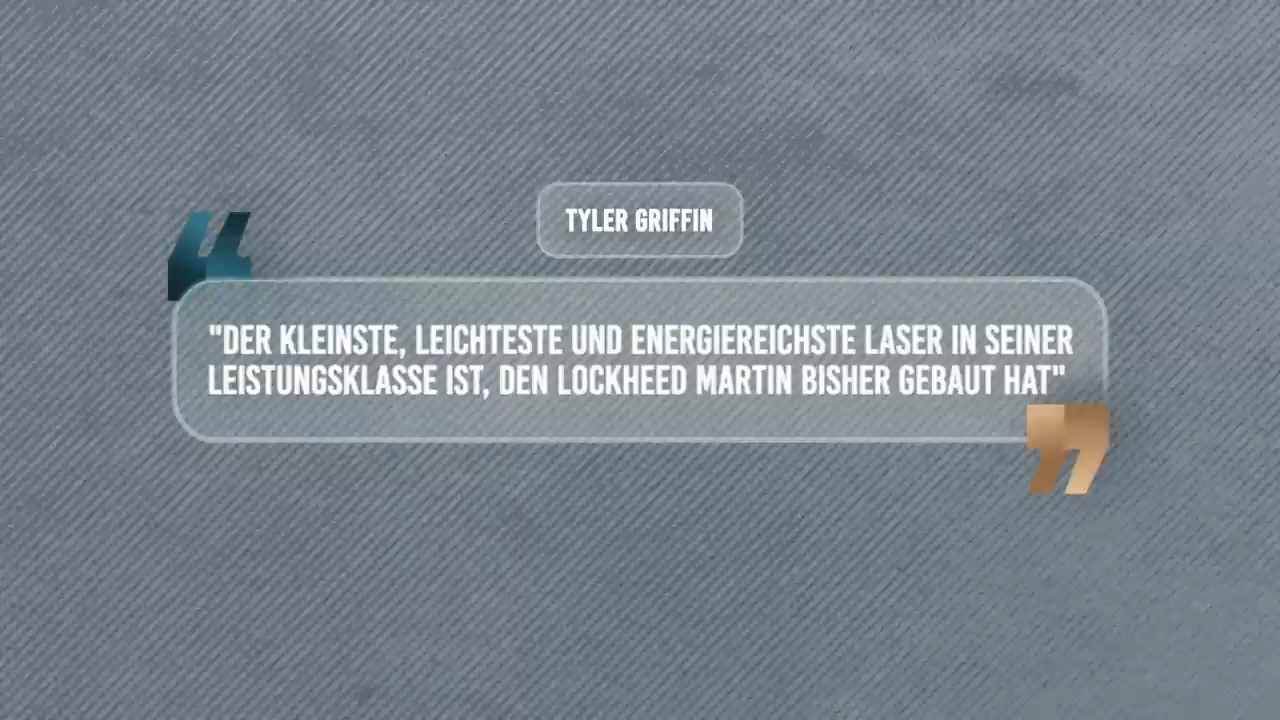 TYLER GRIFFIN
"DER KLEINSTE, LEICHTESTE UND ENERGIEREICHSTE LASER IN SEINER
LEISTUNGSKLASSE IST, DEN LOCKHEED MARTIN BISHER GEBAUT HAT"